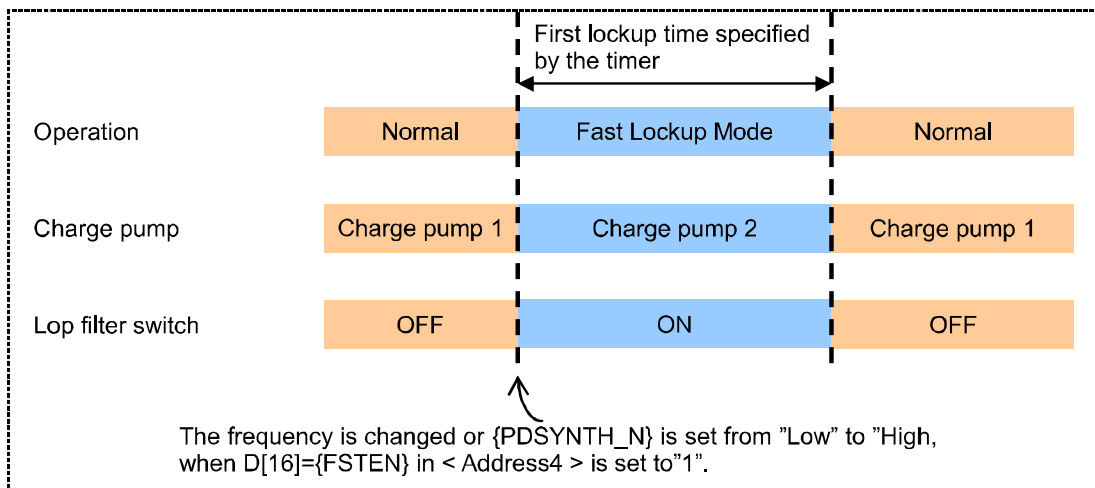 First lockup time specified
by the timer
Operation Normal Fast Lockup Mode Normal
Charge pump Charge pump 1 Charge pump 2 Charge pump 1
Lop filter switch OFF ON OFF
The frequency is changed or {PDSYNTH_N} is set from ”Low” to ”High,
when D[16]={FSTEN} in < Address4 > is set to”1”.